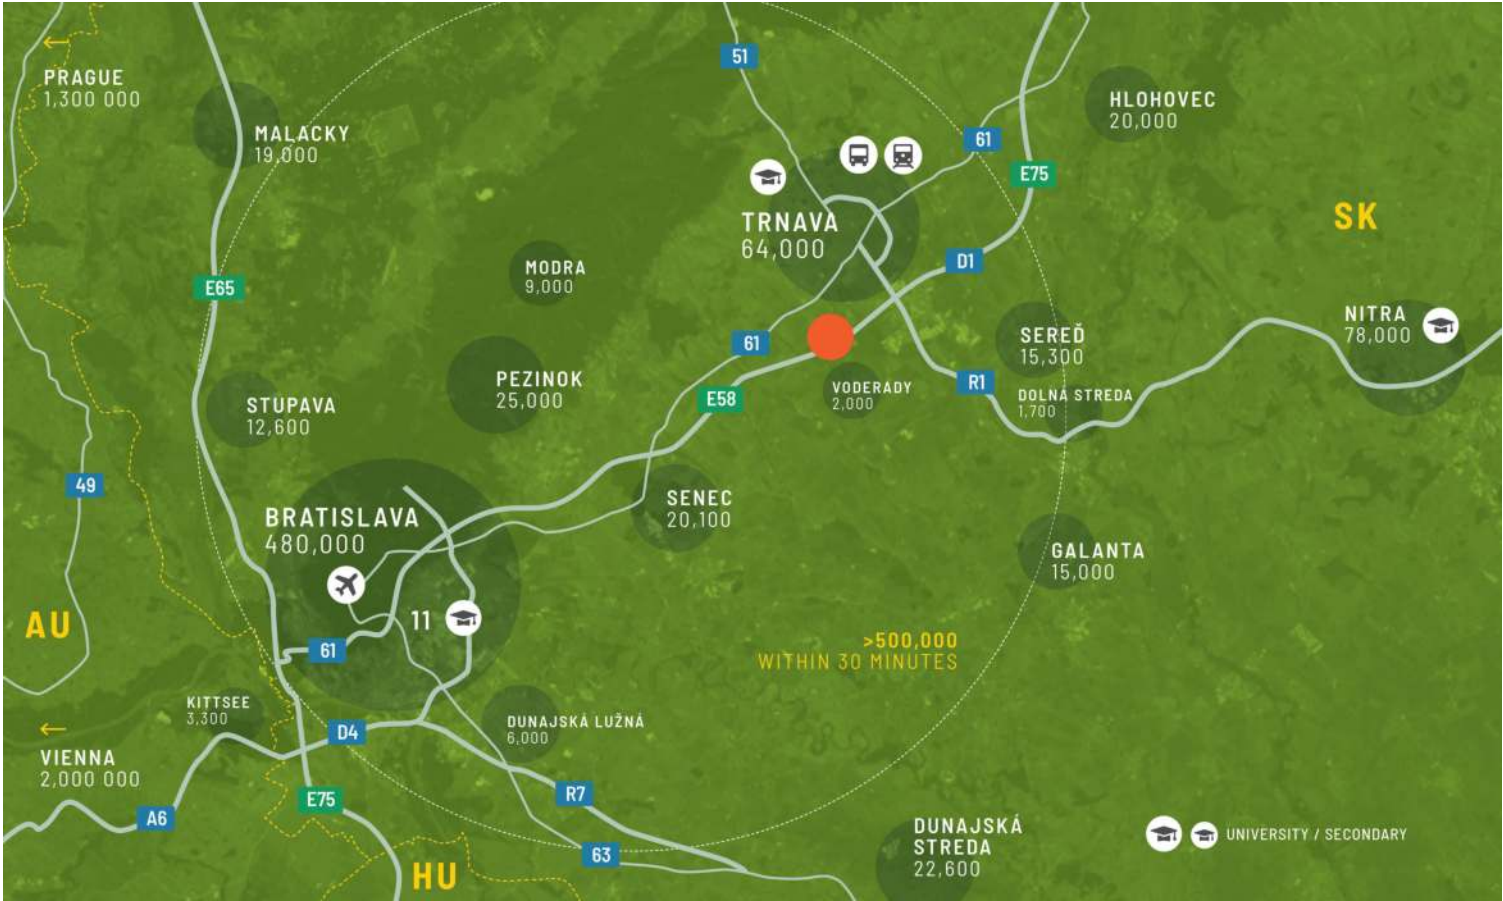 51
PRAGUE
1,300 000
HLOHOVEC
20,000
MALACKY
19,000
61
E75
TRNAVA
64,000
SK
D1
MODRA
9,000
E65
NITRA
78,000
61
SEREĎ
15,300
PEZINOK
25,000
VODERADY
2,000
R1
DOLNÁ STREDA
1,700
E58
STUPAVA
12,600
49
SENEC
20,100
BRATISLAVA
480,000
GALANTA
15,000
11
AU
61
>500,000
WITHIN 30 MINUTES
KITTSEE
3,300
DUNAJSKÁ LUŽNÁ
6,000
D4
VIENNA
2,000 000
E75
R7
A6
DUNAJSKÁ
STREDA
22,600
UNIVERSITY / SECONDARY
63
HU